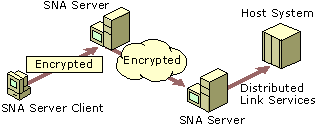 SNA Server
Host System
Encrypted
Encrypted
SNA Server Client
SNA Server
Distributed
Link Services